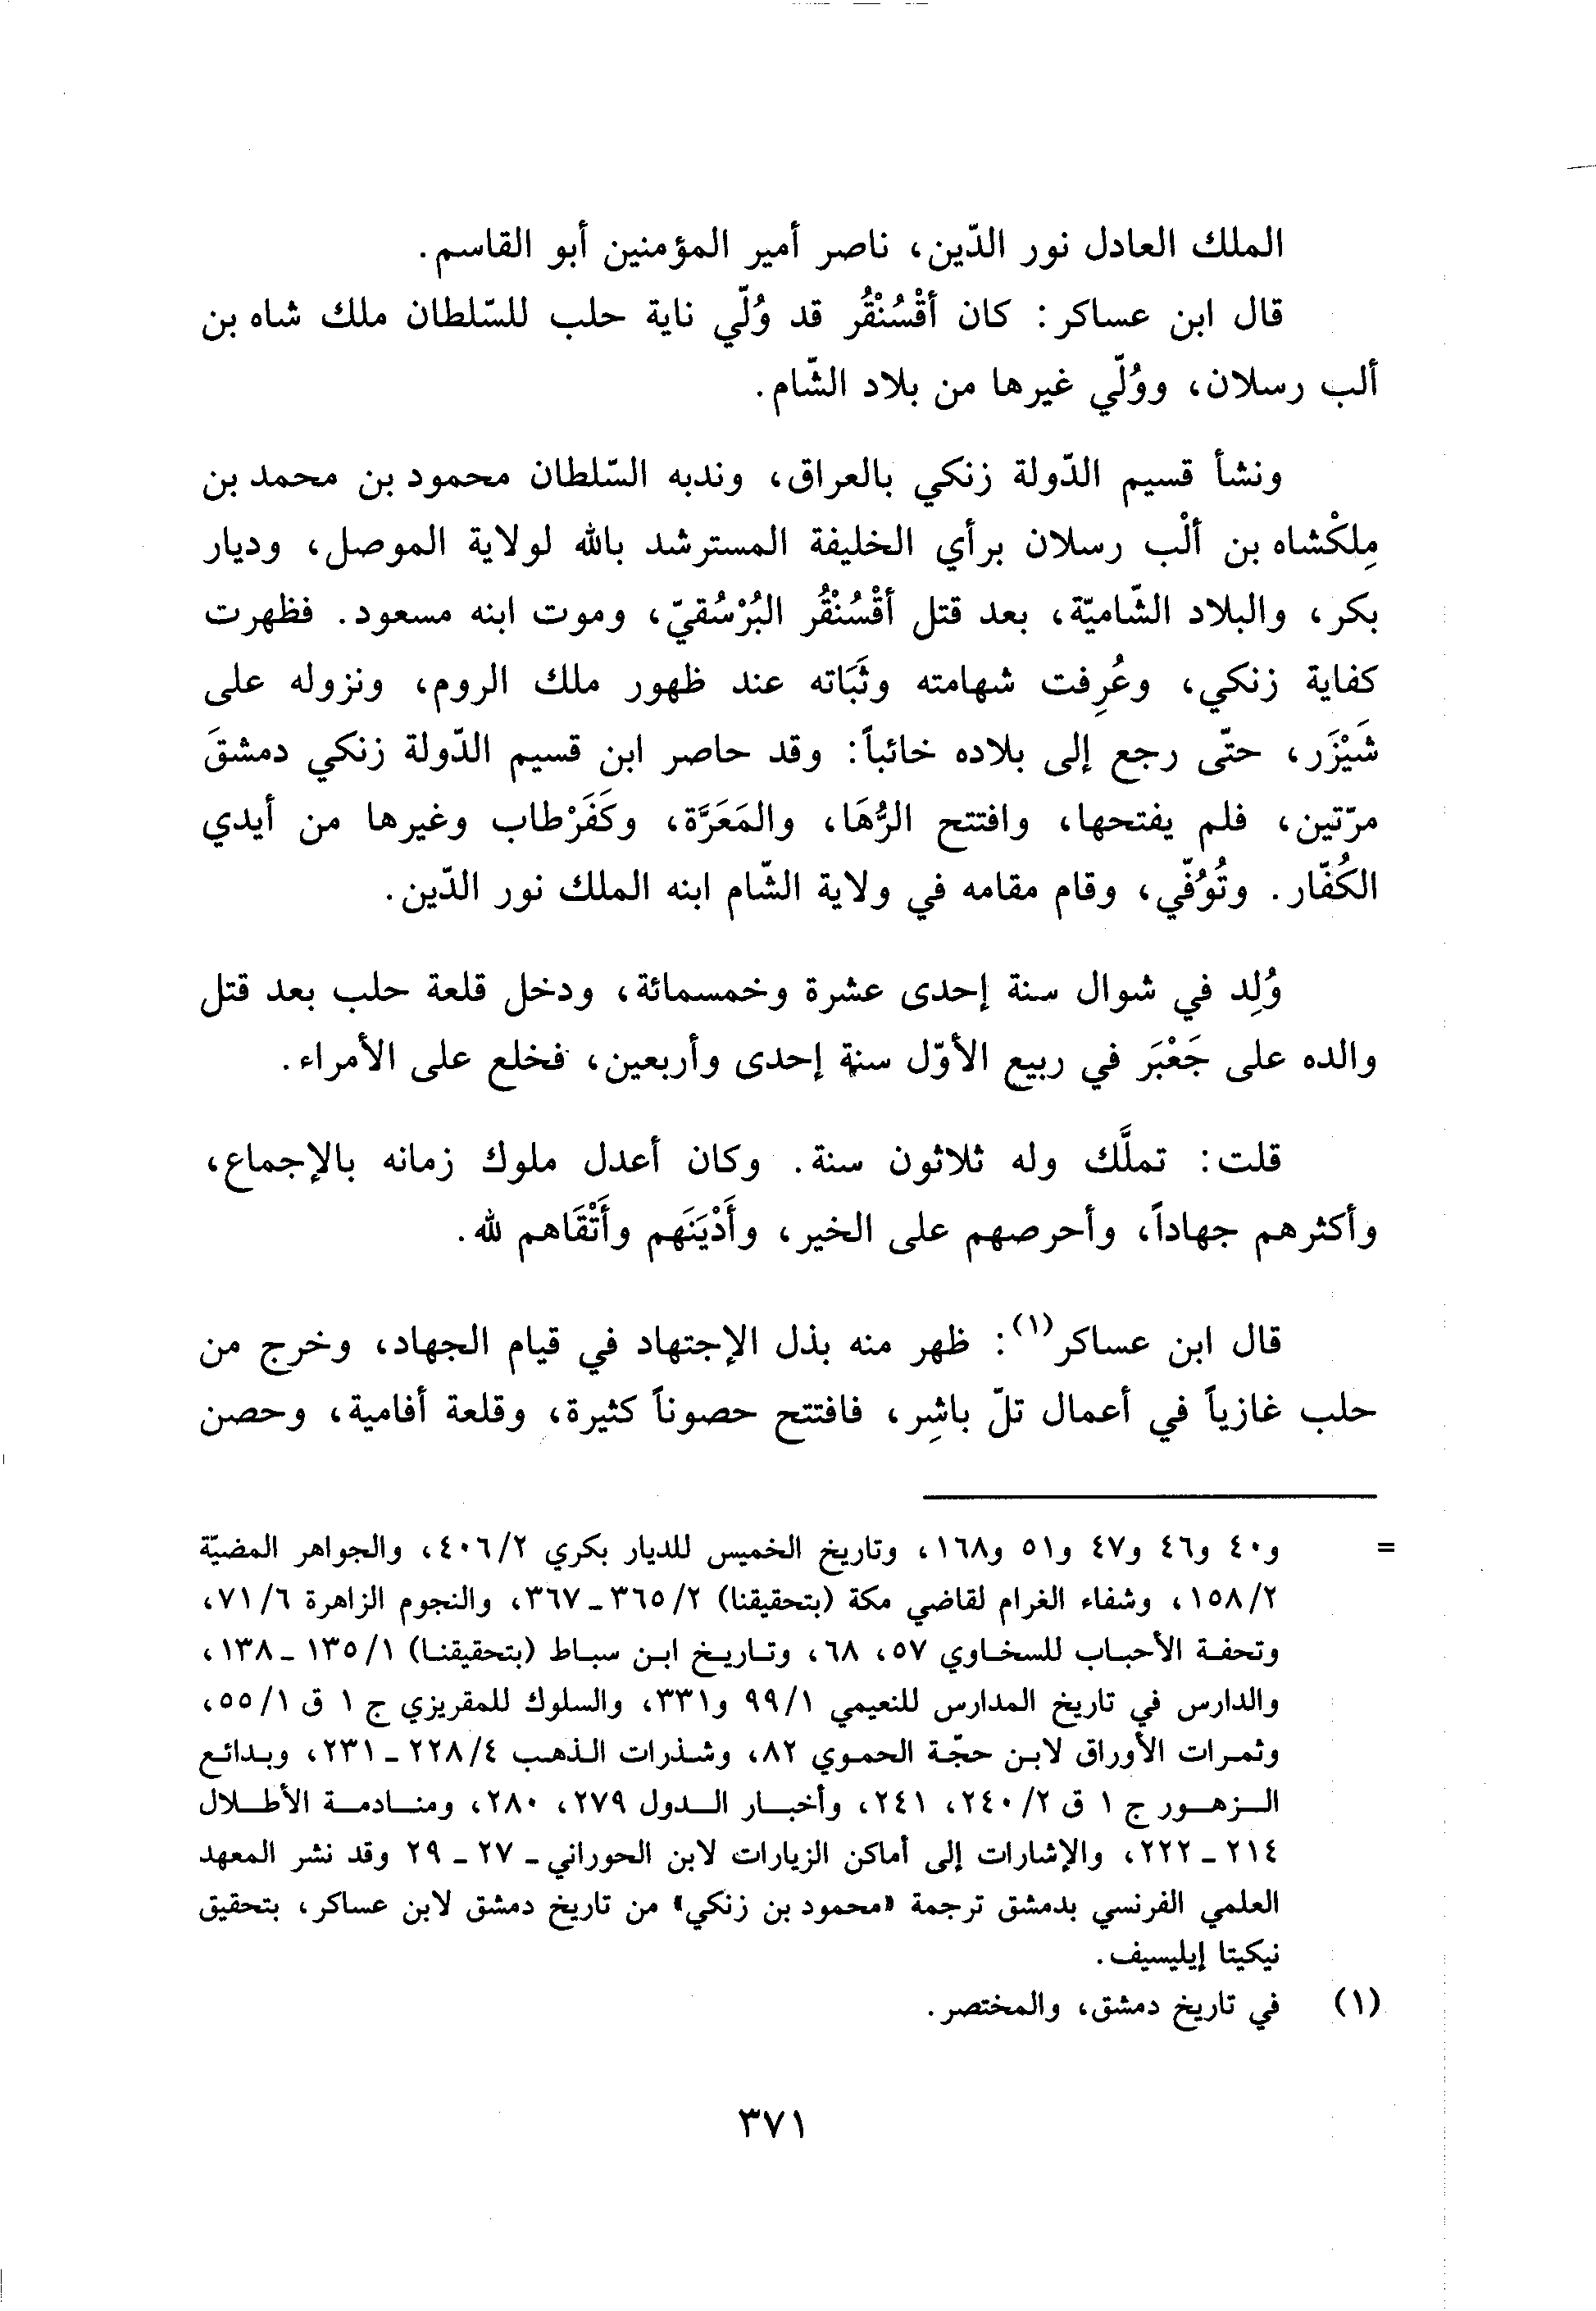 الملك العادل نور الدّين، ناصر أمير المؤمنين أبو القاسم.
قال ابن عساكر: كان أقْسُنْقُر قد وُلّي ناية حلب للسّلطان ملك شاه بن
ألب رسلان، ووُلّي غيرها من بلاد الشّام.
ونشأ قسيم الدّولة زنكي بالعراق، وندبه السّلطان محمود بن محمد بن
مِلكْشاه بن ألْب رسلان برأي الخليفة المسترشد بالله لولاية الموصل، وديار
بكر، والبلاد الشّاميّة، بعد قتل أقْسُنْقُر البُرْسُقيّ، وموت ابنه مسعود. فظهرت
كفاية زنكي، وعُرِفت شهامته وثَبَاته عند ظهور ملك الروم، ونزوله على
شَيْزَر، حتّى رجع إلى بلاده خائباً: وقد حاصر ابن قسيم الدّولة زنكي دمشقَ
مرّتين، فلم يفتحها، وافتتح الرُّهَا، والمَعَرَّة، وكَفَرْطاب وغيرها من أيدي
الكُفّار. وتُوُفّي، وقام مقامه في ولاية الشّام ابنه الملك نور الدّين.
وُلِد في شوال سنة إحدى عشرة وخمسمائة، ودخل قلعة حلب بعد قتل
والده على جَعْبَر في ربيع الأوّل سنة إحدى وأربعين، فخلع على الأمراء.
قلت: تملَّك وله ثلاثون سنة. وكان أعدل ملوك زمانه بالإجماع،
وأكثرهم جهاداً، وأحرصهم على الخير، وأَدْيَنَهم وأَتْقَاهم لله.
قال ابن عساكر(١): ظهر منه بذل الإجتهاد في قيام الجهاد، وخرج من
حلب غازياً في أعمال تلّ باشِر، فافتتح حصوناً كثيرة، وقلعة أفامية، وحصن
= و٤٠ و٤٦ و٤٧ و٥١ و١٦٨، وتاريخ الخميس للديار بكري ٤٠٦/٢، والجواهر المضيّة
١٥٨/٢، وشفاء الغرام لقاضي مكة (بتحقيقنا) ٣٦٥/٢ - ٣٦٧، والنجوم الزاهرة ٧١/٦،
وتحفة الأحباب للسخاوي ٥٧، ٦٨، وتاريخ ابن سباط (بتحقيقنا) ١٣٥/١ - ١٣٨،
والدارس في تاريخ المدارس للنعيمي ٩٩/١ و٣٣١، والسلوك للمقريزي ج ١ ق ٥٥/١،
وثمرات الأوراق لابن حجّة الحموي ٨٢، وشذرات الذهب ٢٢٨/٤ - ٢٣١، وبدائع
الزهور ج ١ ق ٢٤٠/٢، ٢٤١، وأخبار الدول ٢٧٩، ٢٨٠، ومنادمة الأطلال
٢١٤ - ٢٢٢، والإشارات إلى أماكن الزيارات لابن الحوراني - ٢٧ - ٢٩ وقد نشر المعهد
العلمي الفرنسي بدمشق ترجمة «محمود بن زنكي» من تاريخ دمشق لابن عساكر، بتحقيق
نيكيتا إيليسيف.
(١) في تاريخ دمشق، والمختصر.
٣٧١